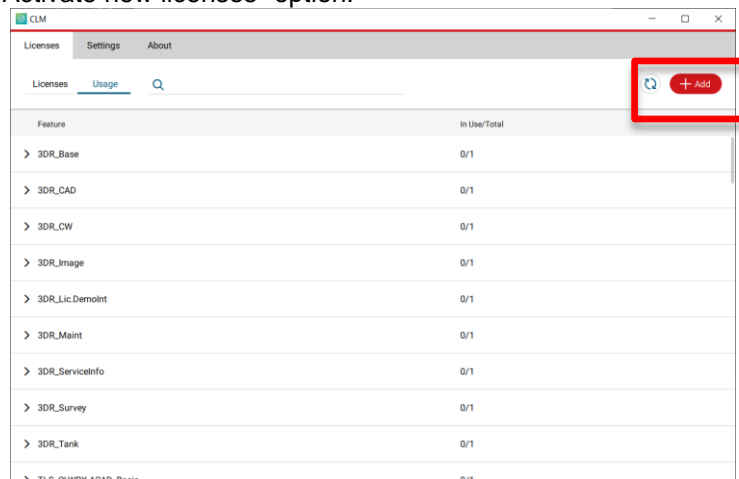 CLM
Licenses Settings About
Licenses Usage
Add
Feature In Use/Total
3DR_Base 0/1
3DR_CAD 0/1
3DR_CW 0/1
3DR_Image 0/1
3DR_Lic.DemoInt 0/1
3DR_Maint 0/1
3DR_ServiceInfo 0/1
3DR_Survey 0/1
3DR_Tank 0/1